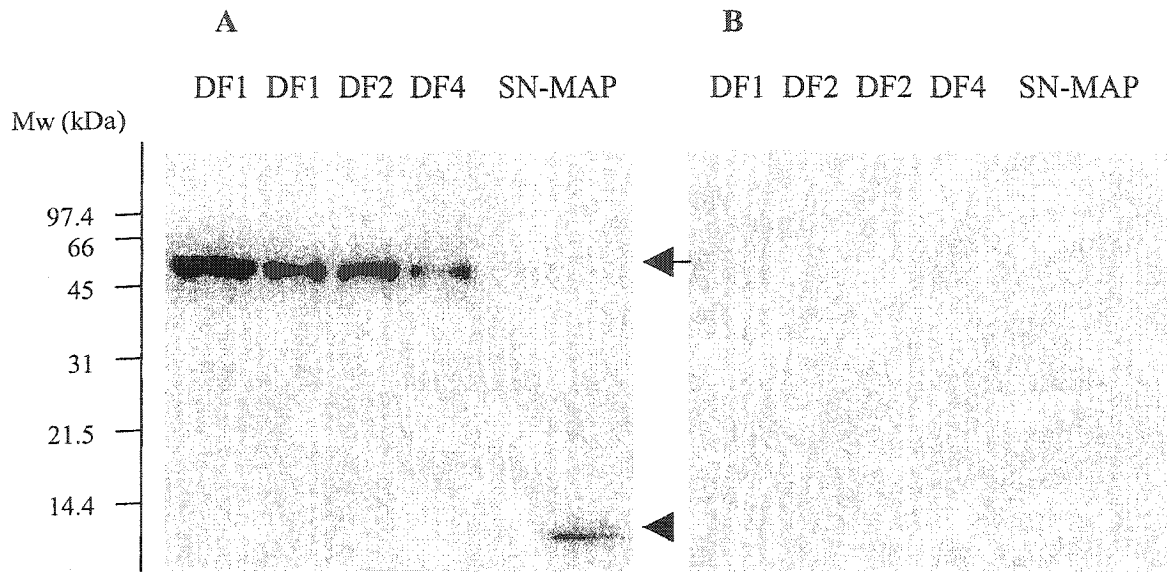 A B
DF1 DF1 DF2 DF4 SN-MAP DF1 DF2 DF2 DF4 SN-MAP
Mw (kDa)
97.4
66
45
31
21.5
14.4